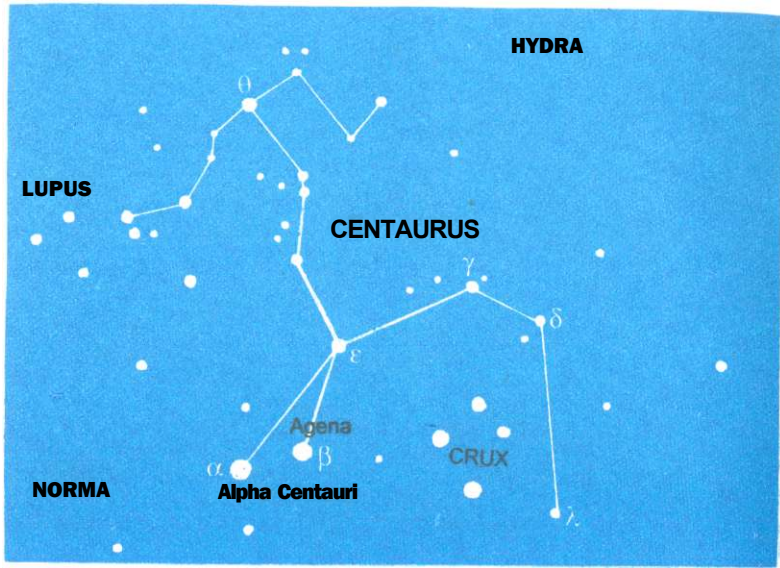 HYDRA
θ
LUPUS
CENTAURUS
γ
δ
ε
Agena
α
β
CRUX
NORMA
Alpha Centauri
λ